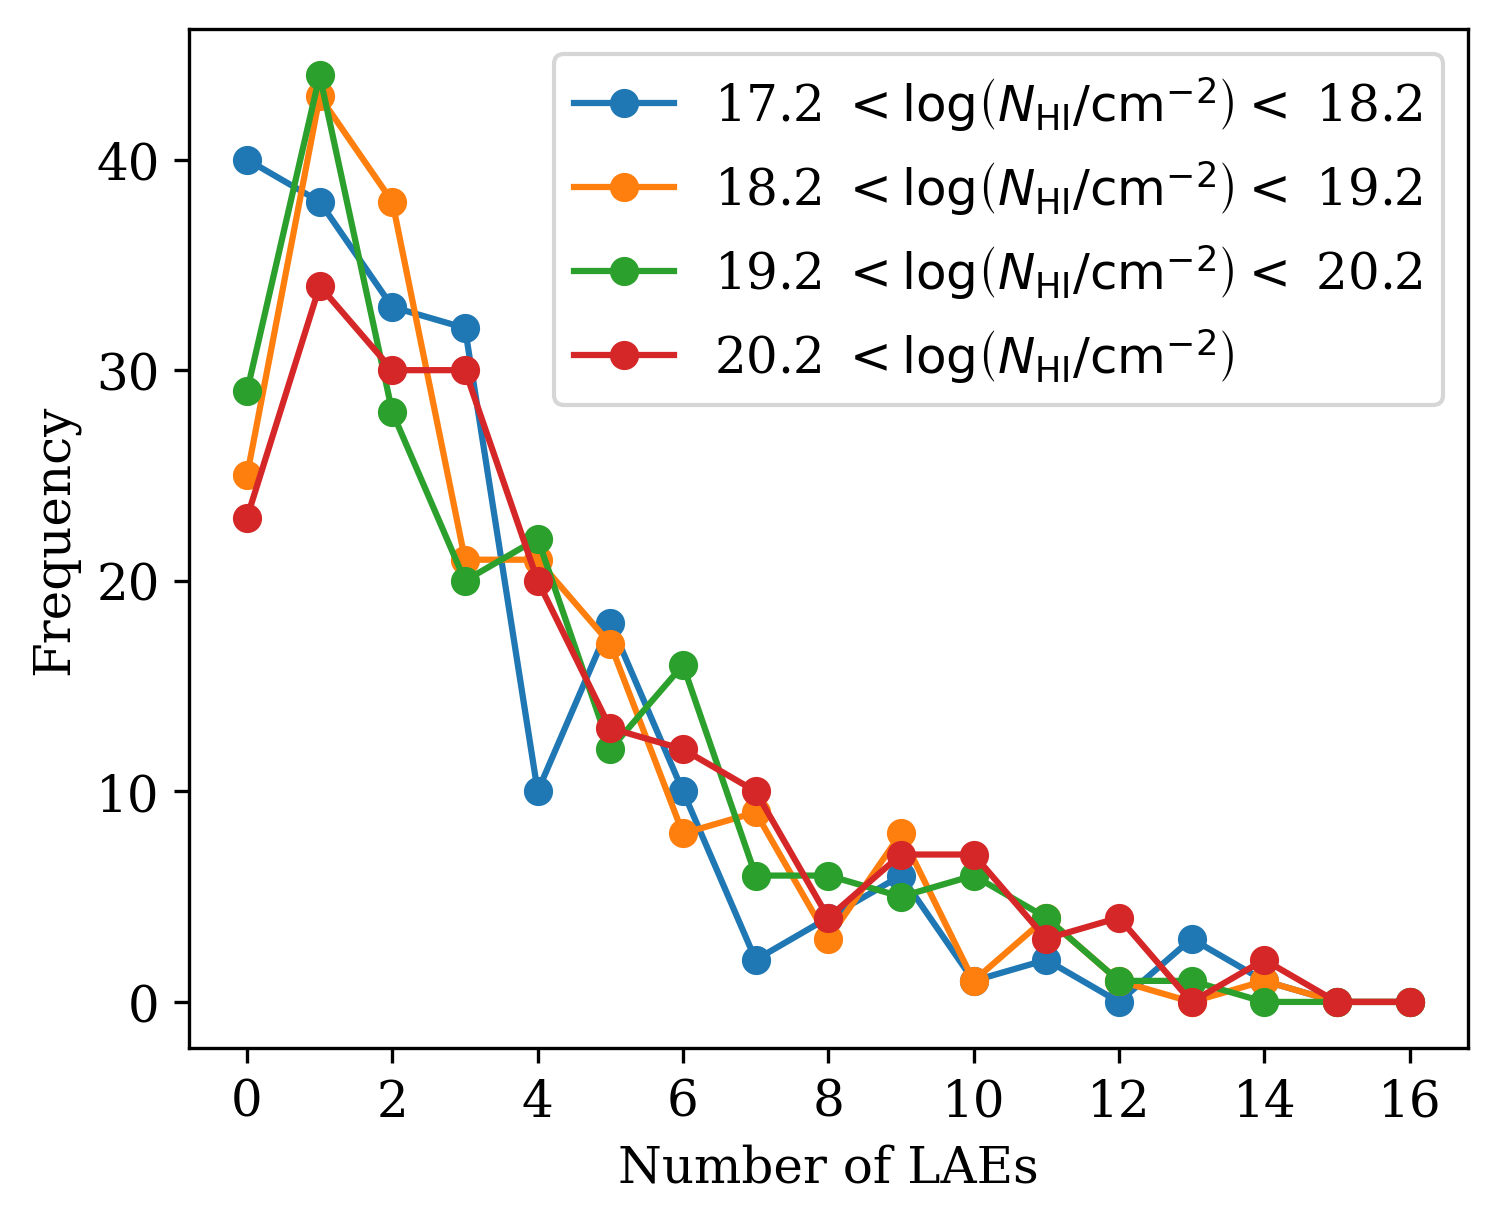 17.2 < log(N_HI/cm⁻²) < 18.2
18.2 < log(N_HI/cm⁻²) < 19.2
19.2 < log(N_HI/cm⁻²) < 20.2
20.2 < log(N_HI/cm⁻²)
40
30
20
10
0
Frequency
0 2 4 6 8 10 12 14 16
Number of LAEs